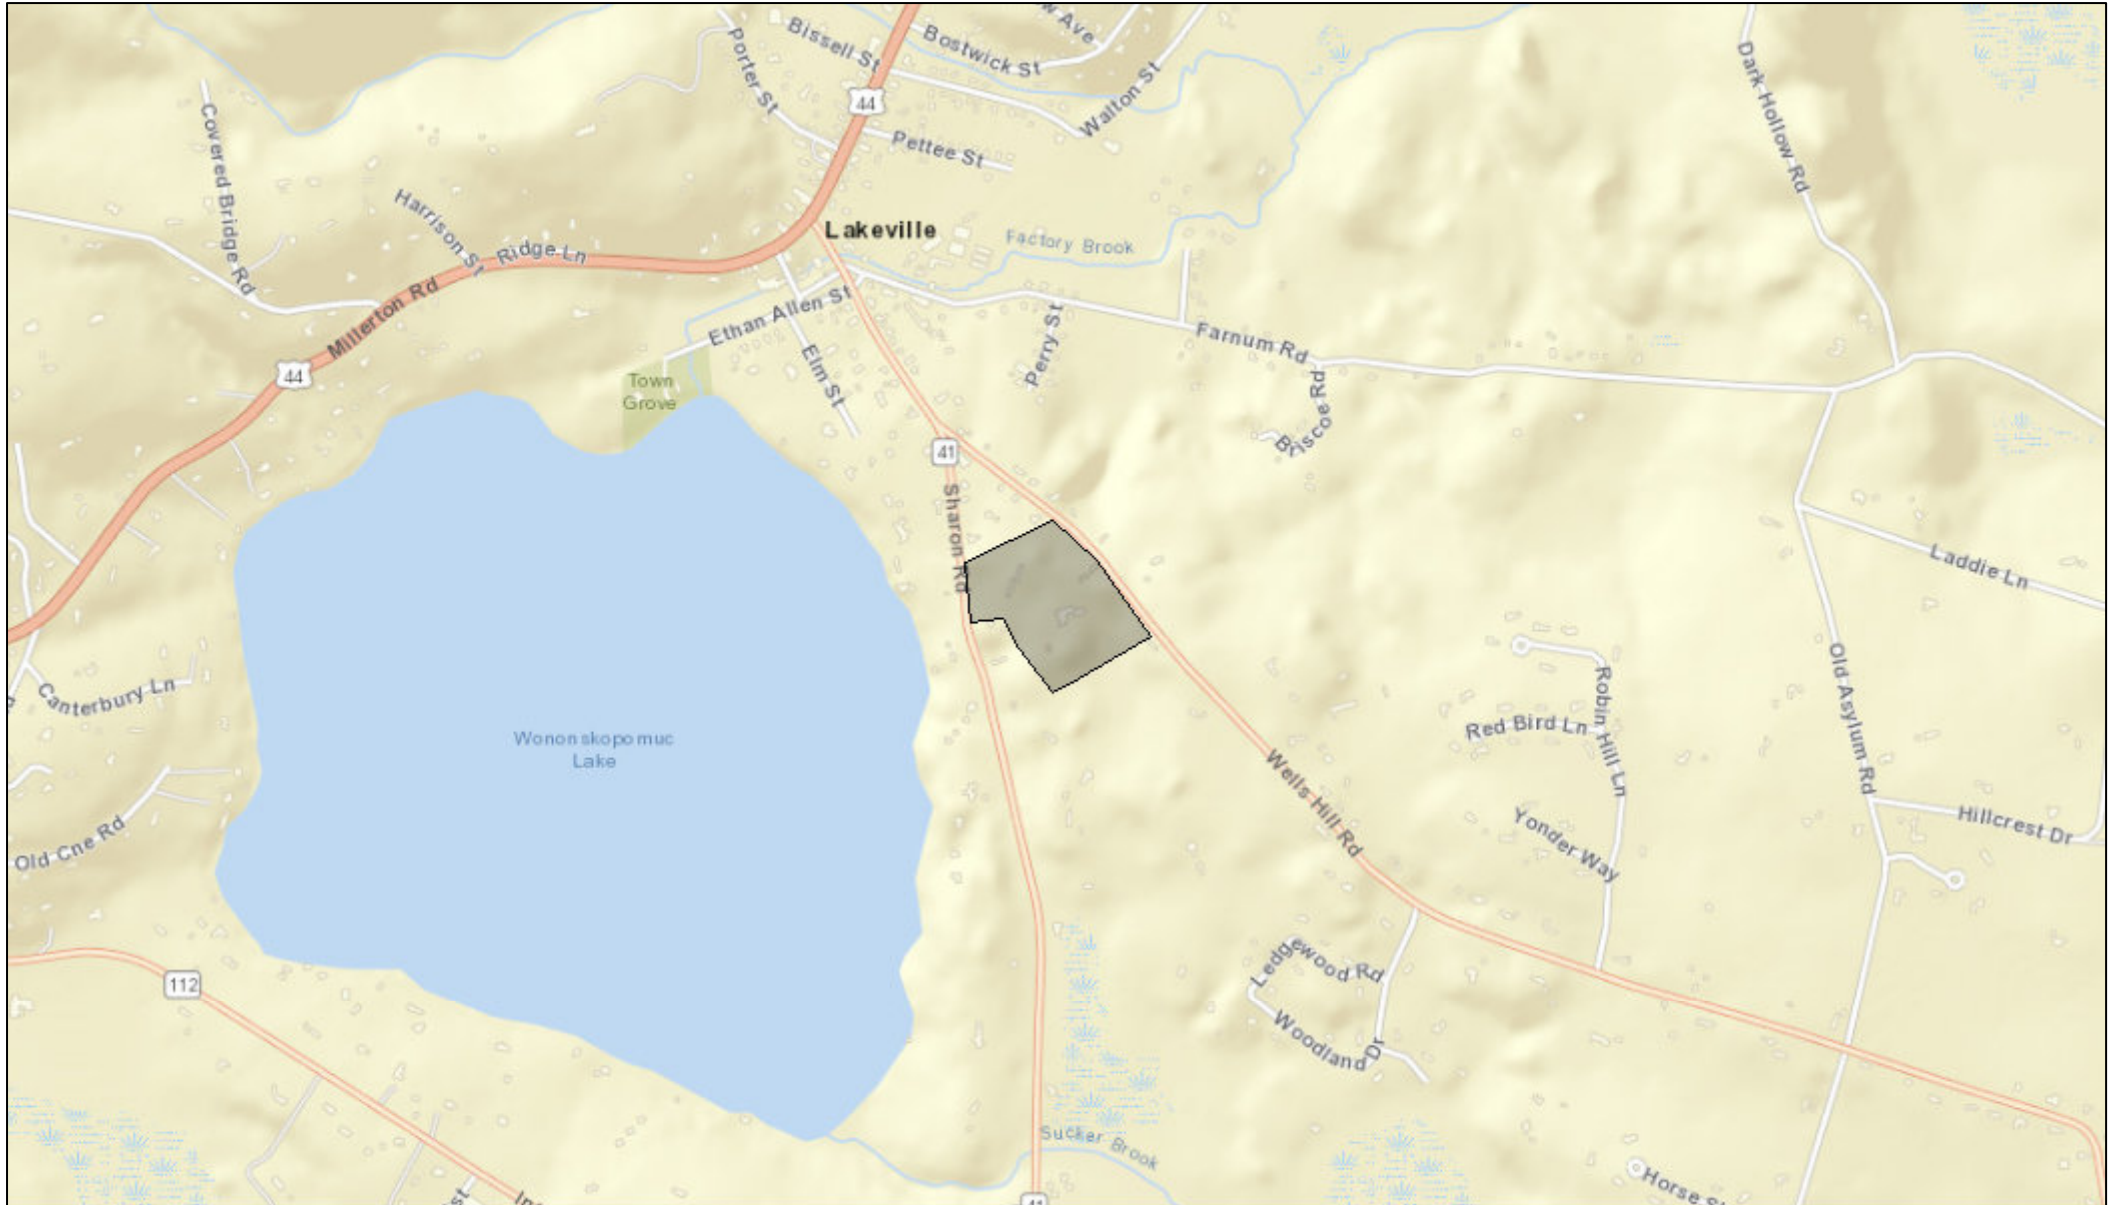 w Ave
Bissell St
Bostwick St
Porter St
Dark Hollow Rd
44
Walton St
Covered Bridge Rd
Pettee St
Harrison St
Lakeville
Ridge Ln
Factory Brook
Millerton Rd
Ethan Allen St
Perry St
Farnum Rd
44
Elm St
Town
Grove
Briscoe Rd
41
Sharon Rd
Laddie Ln
Canterbury Ln
Robin Hill Ln
Old Asylum Rd
Red Bird Ln
Wononskopomuc
Lake
Wells Hill Rd
Hillcrest Dr
Yonder Way
Old Cne Rd
Ledgewood Rd
112
Woodland Dr
Sucker Brook
Horse S
41